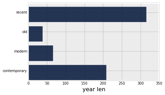 recent
old
modern
contemporary
0 50 100 150 200 250 300 350
year len